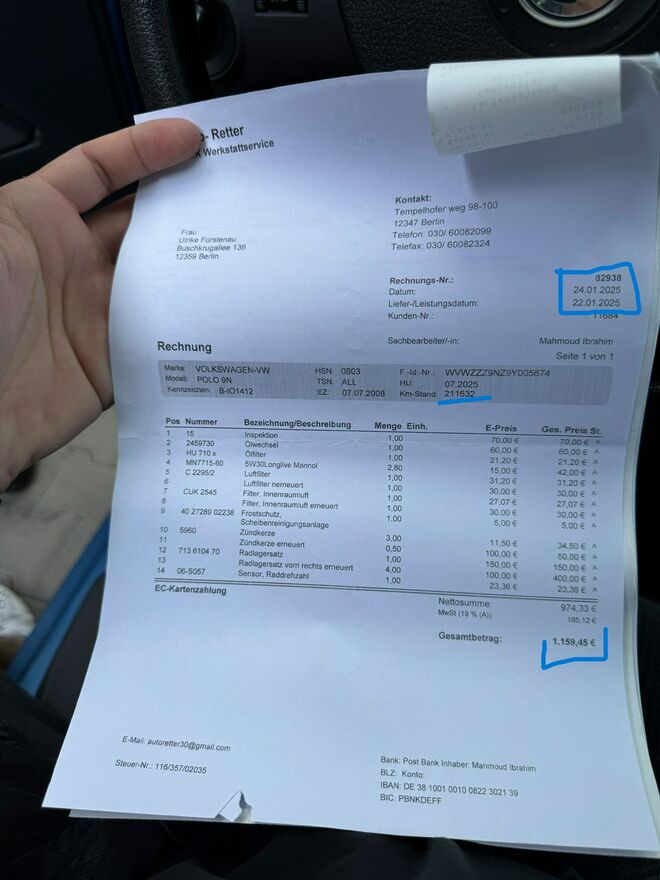 - Retter
Werkstattservice
Kontakt:
Tempelhofer weg 98-100
12347 Berlin
Telefon: 030/ 60082099
Telefax: 030/ 60082324
Frau
Ulrike Fürstenau
Buschkrugallee 136
12359 Berlin
Rechnungs-Nr.: 82938
Datum: 24.01.2025
Liefer-/Leistungsdatum: 22.01.2025
Kunden-Nr.: 11684
Sachbearbeiter/-in: Mahmoud Ibrahim
Seite 1 von 1
Rechnung
Marke: VOLKSWAGEN-VW HSN: 0803 F.-Id.-Nr.: WVWZZZ9NZ9Y005674
Modell: POLO 9N TSN: ALL HU: 07.2025
Kennzeichen: B-IO1412 EZ: 07.07.2008 Km-Stand: 211632
Pos Nummer Bezeichnung/Beschreibung Menge Einh. E-Preis Ges. Preis St.
1 15 Inspektion 1,00 70,00 € 70,00 € A
2 2459730 Ölwechsel 1,00 60,00 € 60,00 € A
3 HU 710 x Ölfilter 1,00 21,20 € 21,20 € A
4 MN7715-60 5W30Longlive Mannol 2,80 15,00 € 42,00 € A
5 C 2295/2 Luftfilter 1,00 31,20 € 31,20 € A
6 Luftfilter nerneuert 1,00 30,00 € 30,00 € A
7 CUK 2545 Filter, Innenraumluft 1,00 27,07 € 27,07 € A
8 Filter, Innenraumluft erneuert 1,00 30,00 € 30,00 € A
9 40 27289 02238 Frostschutz, 1,00 5,00 € 5,00 € A
Scheibenreinigungsanlage
10 5960 Zündkerze 3,00 11,50 € 34,50 € A
11 Zündkerze erneuert 0,50 100,00 € 50,00 € A
12 713 6104 70 Radlagersatz 1,00 150,00 € 150,00 € A
13 Radlagersatz vorn rechts erneuert 4,00 100,00 € 400,00 € A
14 06-S057 Sensor, Raddrehzahl 1,00 23,36 € 23,36 € A
EC-Kartenzahlung
Nettosumme: 974,33 €
MwSt (19 % (A)): 185,12 €
Gesamtbetrag: 1.159,45 €
E-Mail: autoretter30@gmail.com
Steuer-Nr.: 116/357/02035
Bank: Post Bank Inhaber: Mahmoud Ibrahim
BLZ: Konto:
IBAN: DE 38 1001 0010 0822 3021 39
BIC: PBNKDEFF